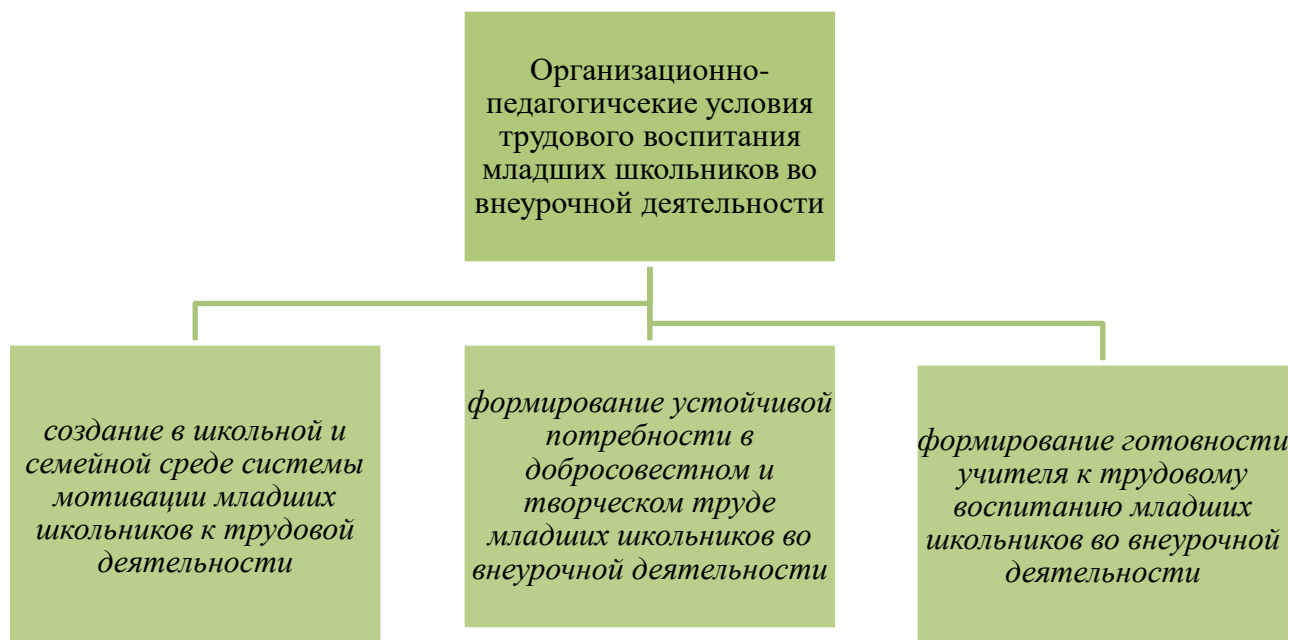 Организационно-
педагогичсекие условия
трудового воспитания
младших школьников во
внеурочной деятельности
создание в школьной и
семейной среде системы
мотивации младших
школьников к трудовой
деятельности
формирование устойчивой
потребности в
добросовестном и
творческом труде
младших школьников во
внеурочной деятельности
формирование готовности
учителя к трудовому
воспитанию младших
школьников во внеурочной
деятельности